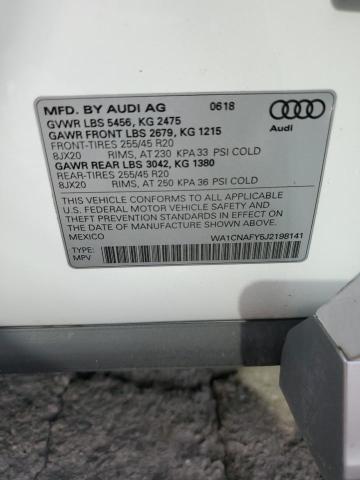 MFD. BY AUDI AG 0618
GVWR LBS 5456, KG 2475
GAWR FRONT LBS 2679, KG 1215
FRONT-TIRES 255/45 R20
8JX20 RIMS, AT 230 KPA 33 PSI COLD
GAWR REAR LBS 3042, KG 1380
REAR-TIRES 255/45 R20
8JX20 RIMS, AT 250 KPA 36 PSI COLD
Audi
THIS VEHICLE CONFORMS TO ALL APPLICABLE
U.S. FEDERAL MOTOR VEHICLE SAFETY AND
THEFT PREVENTION STANDARDS IN EFFECT ON
THE DATE OF MANUFACTURE SHOWN ABOVE.
MEXICO WA1CNAFY5J2198141
TYPE:
MPV